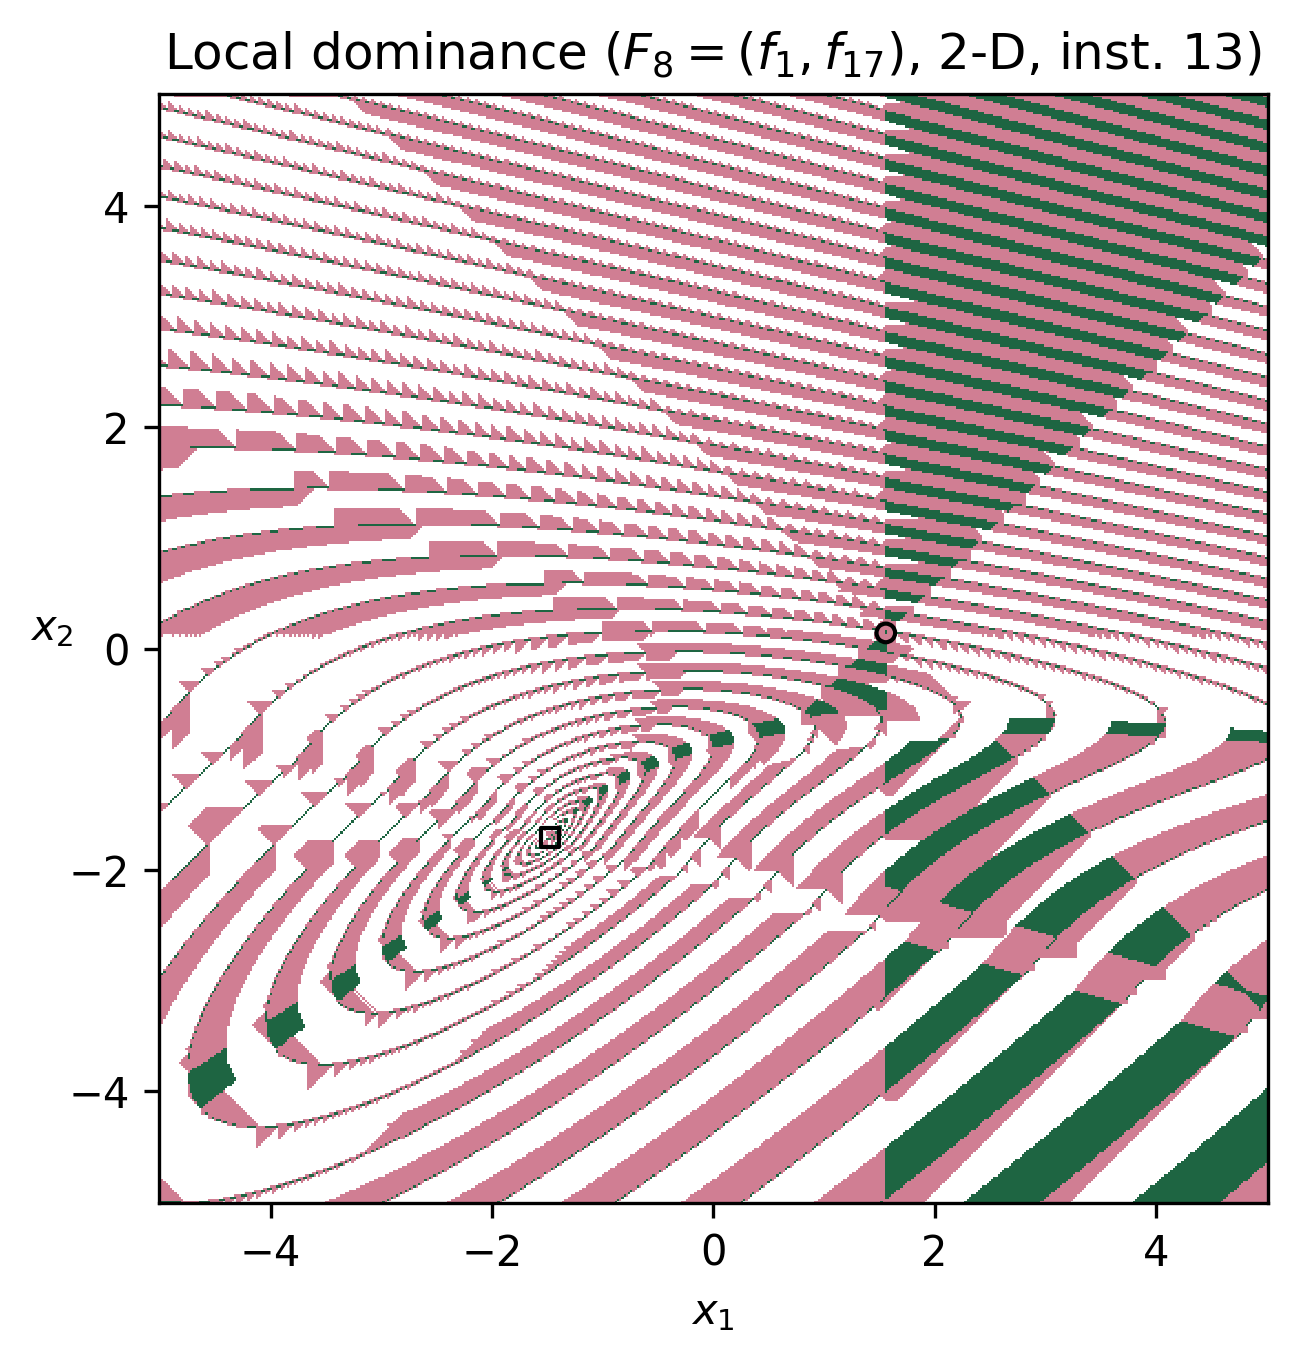 Local dominance (F₈ = (f₁, f₁₇), 2-D, inst. 13)
4
2
x₂
0
−2
−4
−4 −2 0 2 4
x₁